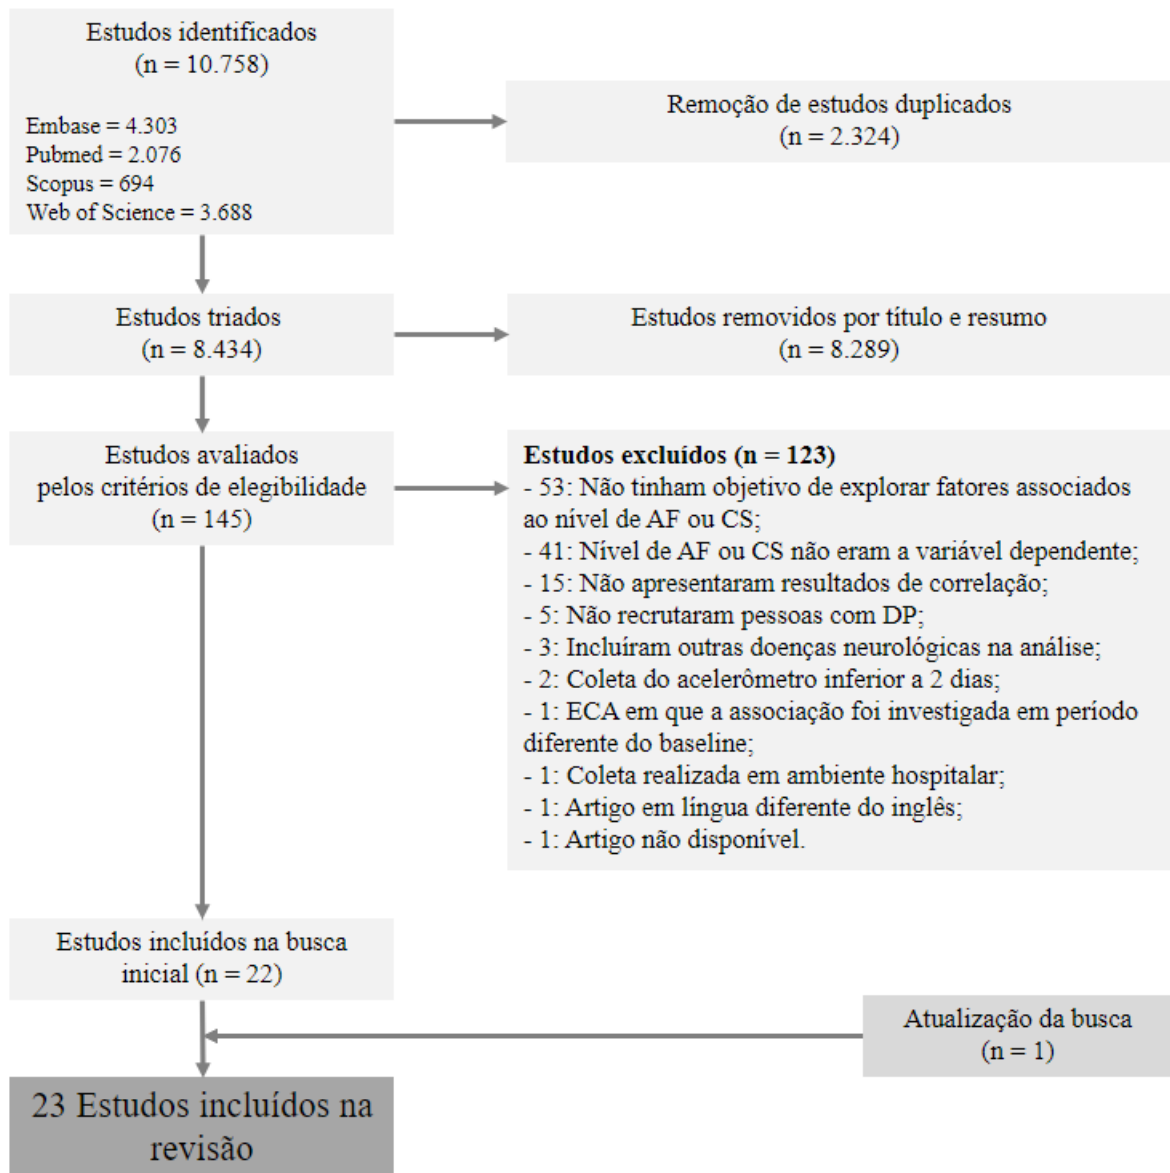 Estudos identificados
(n = 10.758)
Embase = 4.303
Pubmed = 2.076
Scopus = 694
Web of Science = 3.688
Remoção de estudos duplicados
(n = 2.324)
Estudos triados
(n = 8.434)
Estudos removidos por título e resumo
(n = 8.289)
Estudos avaliados
pelos critérios de elegibilidade
(n = 145)
Estudos excluídos (n = 123)
- 53: Não tinham objetivo de explorar fatores associados
ao nível de AF ou CS;
- 41: Nível de AF ou CS não eram a variável dependente;
- 15: Não apresentaram resultados de correlação;
- 5: Não recrutaram pessoas com DP;
- 3: Incluíram outras doenças neurológicas na análise;
- 2: Coleta do acelerômetro inferior a 2 dias;
- 1: ECA em que a associação foi investigada em período
diferente do baseline;
- 1: Coleta realizada em ambiente hospitalar;
- 1: Artigo em língua diferente do inglês;
- 1: Artigo não disponível.
Estudos incluídos na busca
inicial (n = 22)
Atualização da busca
(n = 1)
23 Estudos incluídos na
revisão